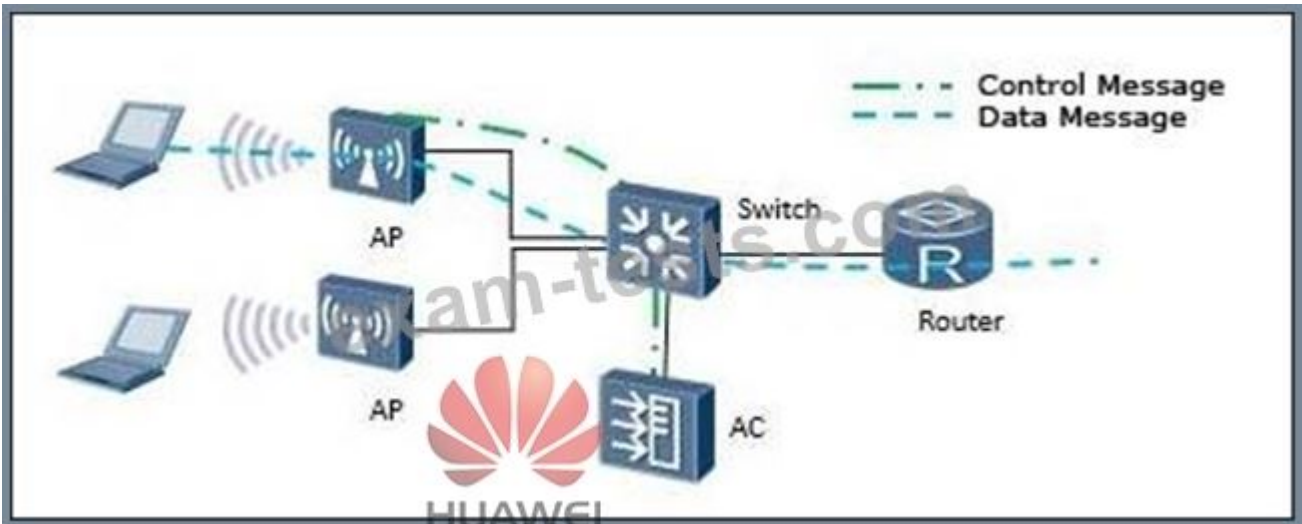 Control Message
Data Message
AP
Switch
R
Router
AP
AC
HUAWEI